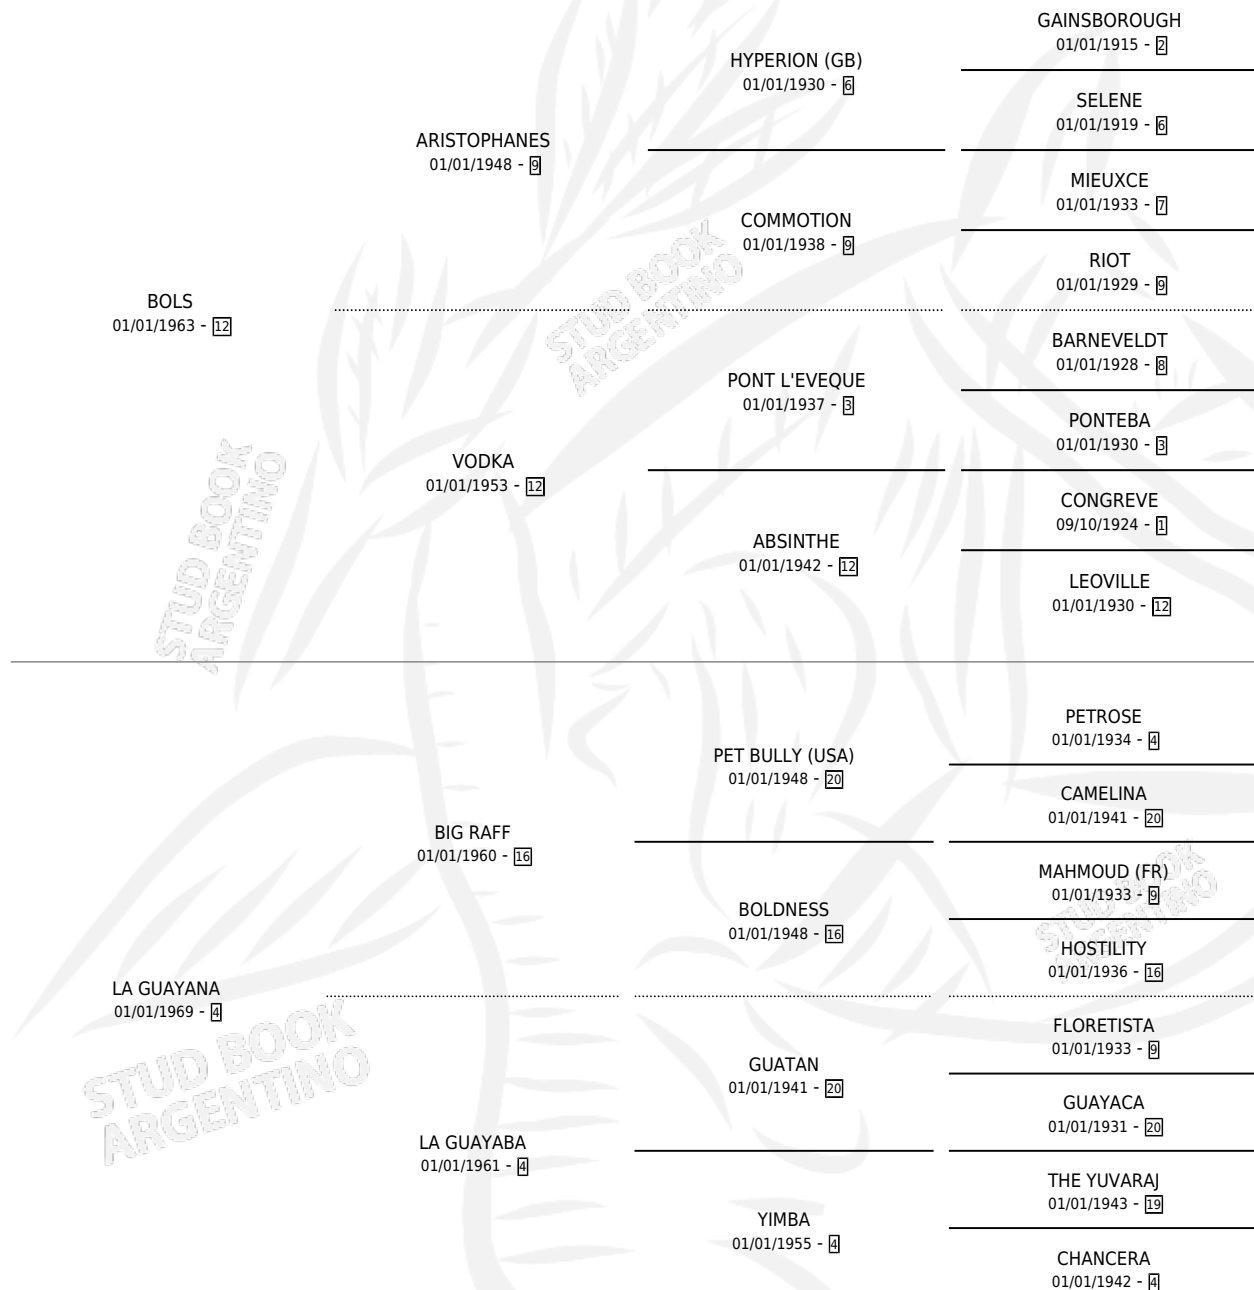 GAINSBOROUGH
01/01/1915 - 2
HYPERION (GB)
01/01/1930 - 6
SELENE
01/01/1919 - 6
ARISTOPHANES
01/01/1948 - 9
MIEUXCE
01/01/1933 - 7
COMMOTION
01/01/1938 - 9
RIOT
01/01/1929 - 9
BOLS
01/01/1963 - 12
BARNEVELDT
01/01/1928 - 8
PONT L'EVEQUE
01/01/1937 - 3
PONTEBA
01/01/1930 - 3
VODKA
01/01/1953 - 12
CONGREVE
09/10/1924 - 1
ABSINTHE
01/01/1942 - 12
LEOVILLE
01/01/1930 - 12
STUD BOOK
ARGENTINO
STUD BOOK
ARGENTINO
PETROSE
01/01/1934 - 4
PET BULLY (USA)
01/01/1948 - 20
CAMELINA
01/01/1941 - 20
BIG RAFF
01/01/1960 - 16
MAHMOUD (FR)
01/01/1933 - 9
BOLDNESS
01/01/1948 - 16
HOSTILITY
01/01/1936 - 16
STUD BOOK
ARGENTINO
LA GUAYANA
01/01/1969 - 4
FLORETISTA
01/01/1933 - 9
GUATAN
01/01/1941 - 20
GUAYACA
01/01/1931 - 20
STUD BOOK
ARGENTINO
LA GUAYABA
01/01/1961 - 4
THE YUVARAJ
01/01/1943 - 19
YIMBA
01/01/1955 - 4
CHANCERA
01/01/1942 - 4